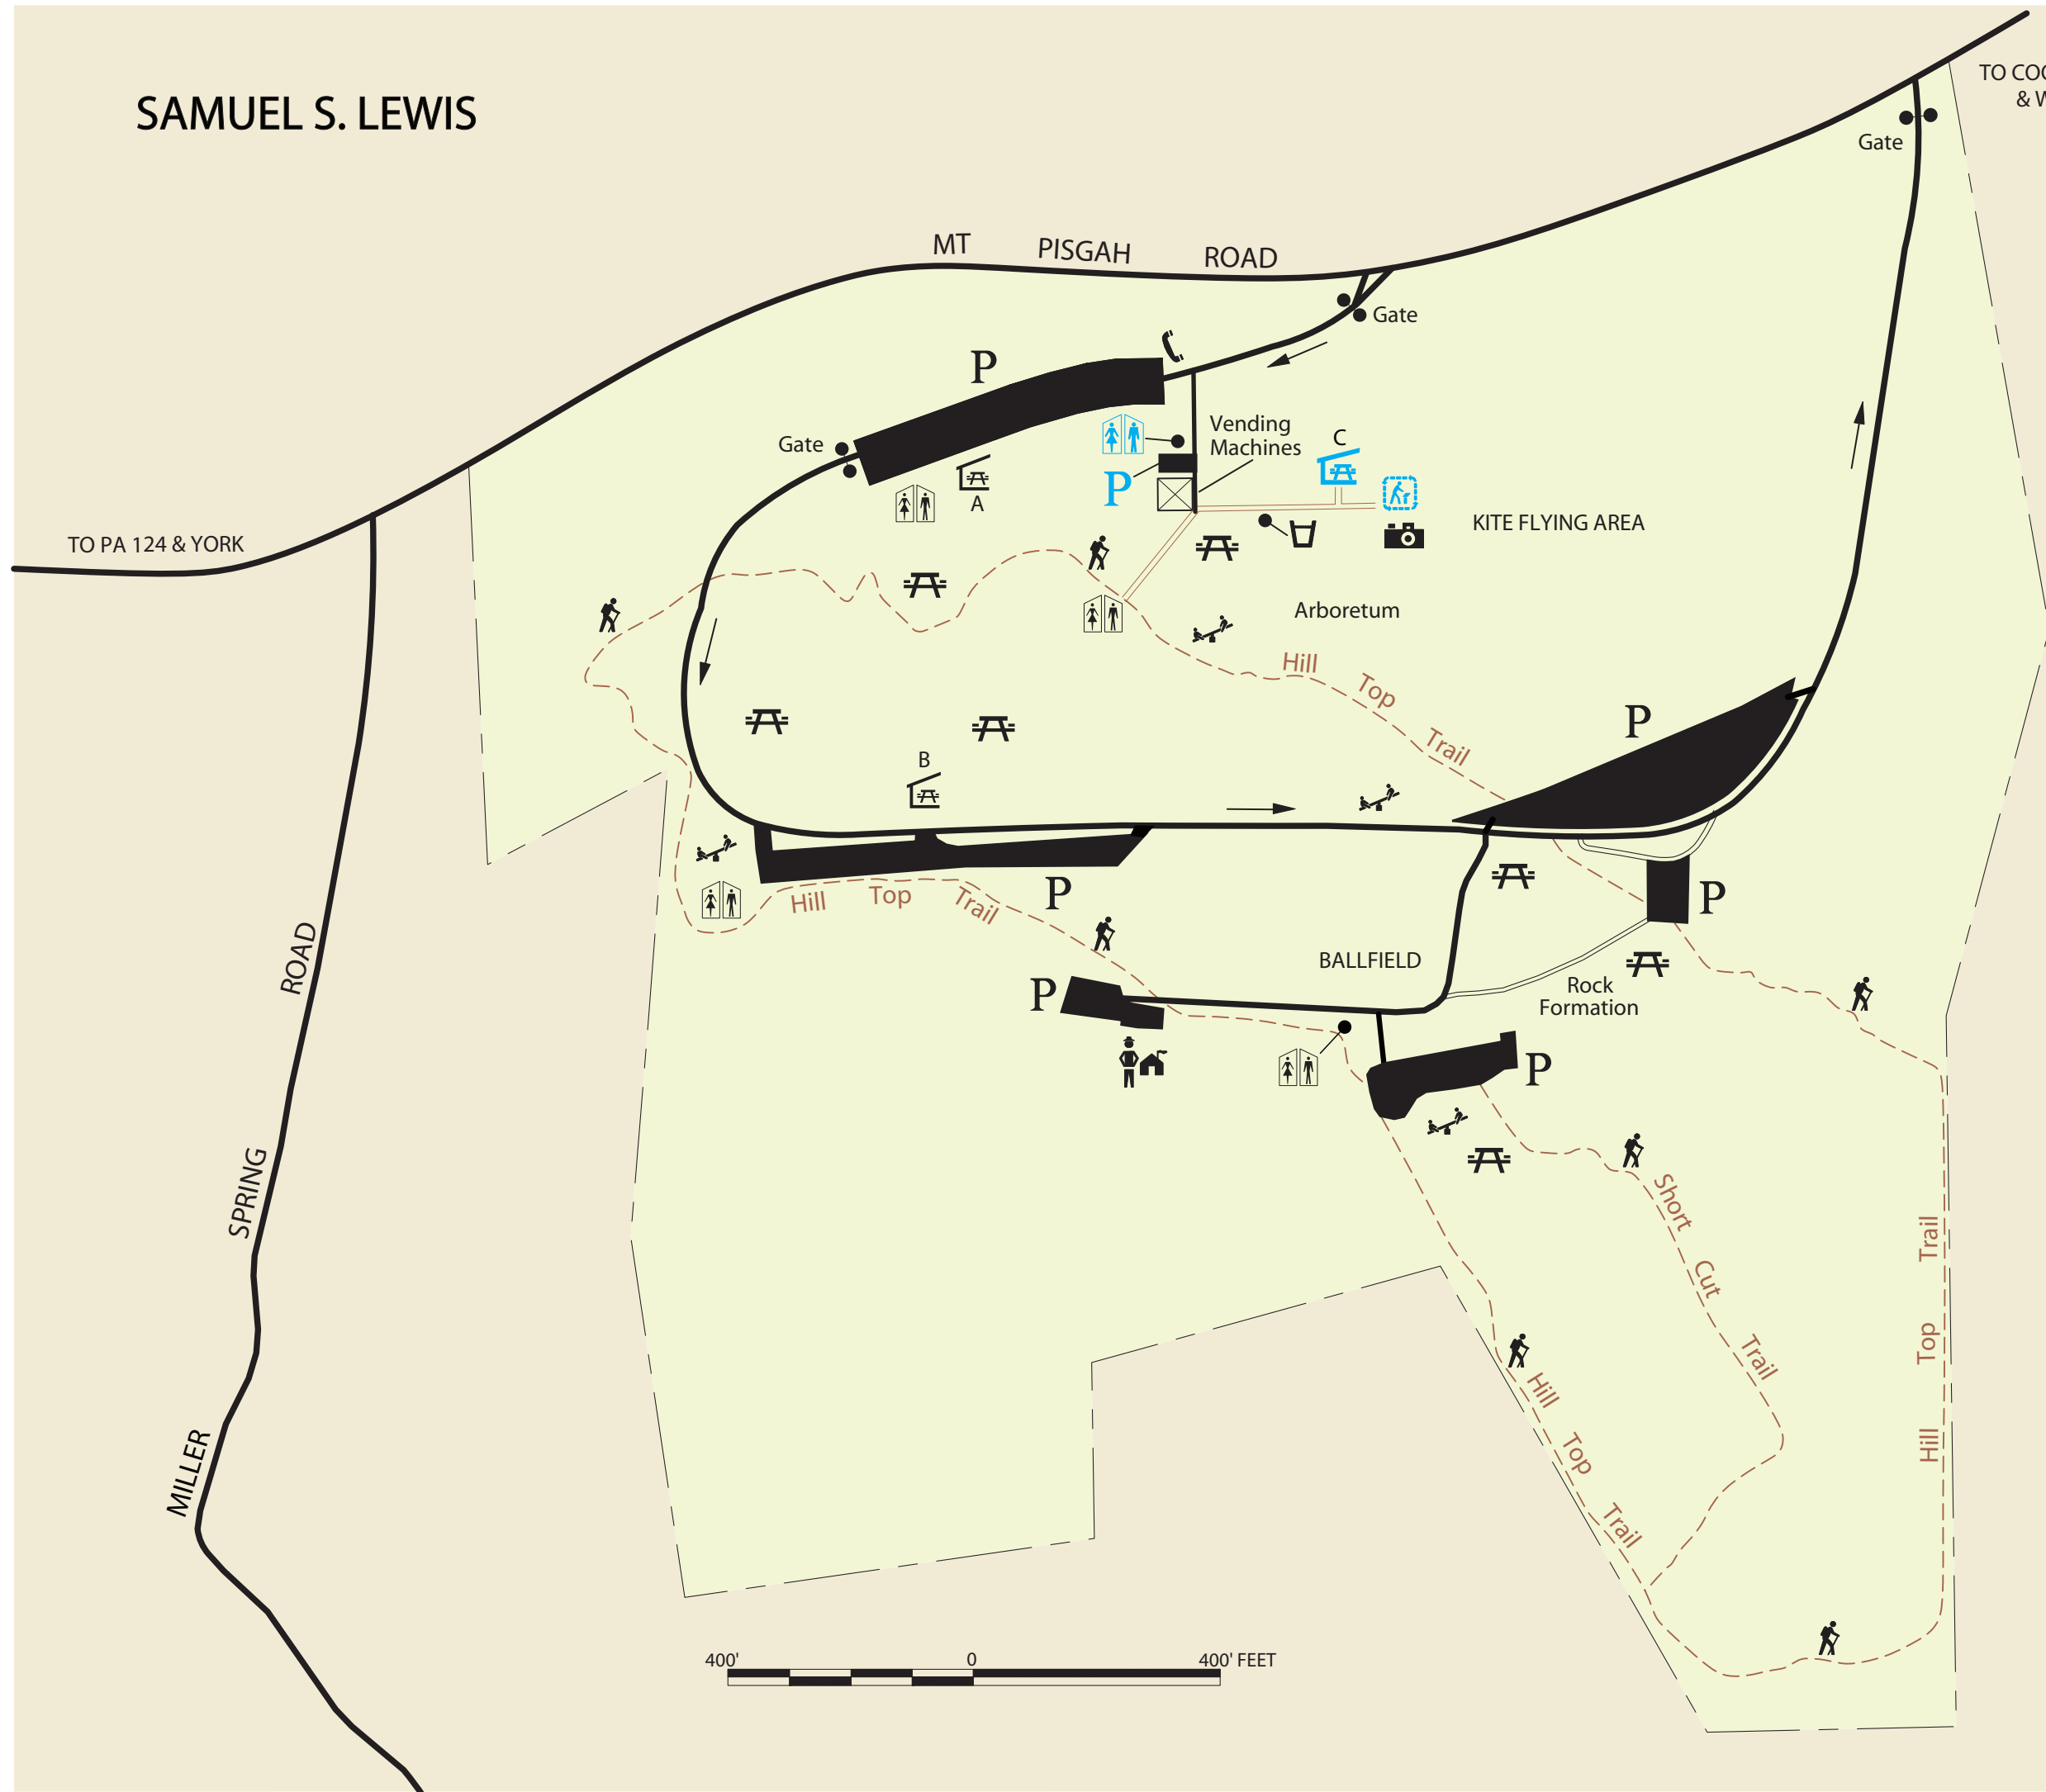 SAMUEL S. LEWIS
Gate
MT PISGAH ROAD
Gate
P
Gate
Vending
Machines
C
P
A
KITE FLYING AREA
TO PA 124 & YORK
Arboretum
Hill Top Trail
P
B
P
Hill Top Trail
P
BALLFIELD
P
Rock
Formation
P
MILLER SPRING ROAD
Short Cut Trail
Hill Top Trail
Hill Top Trail
400' 0 400' FEET